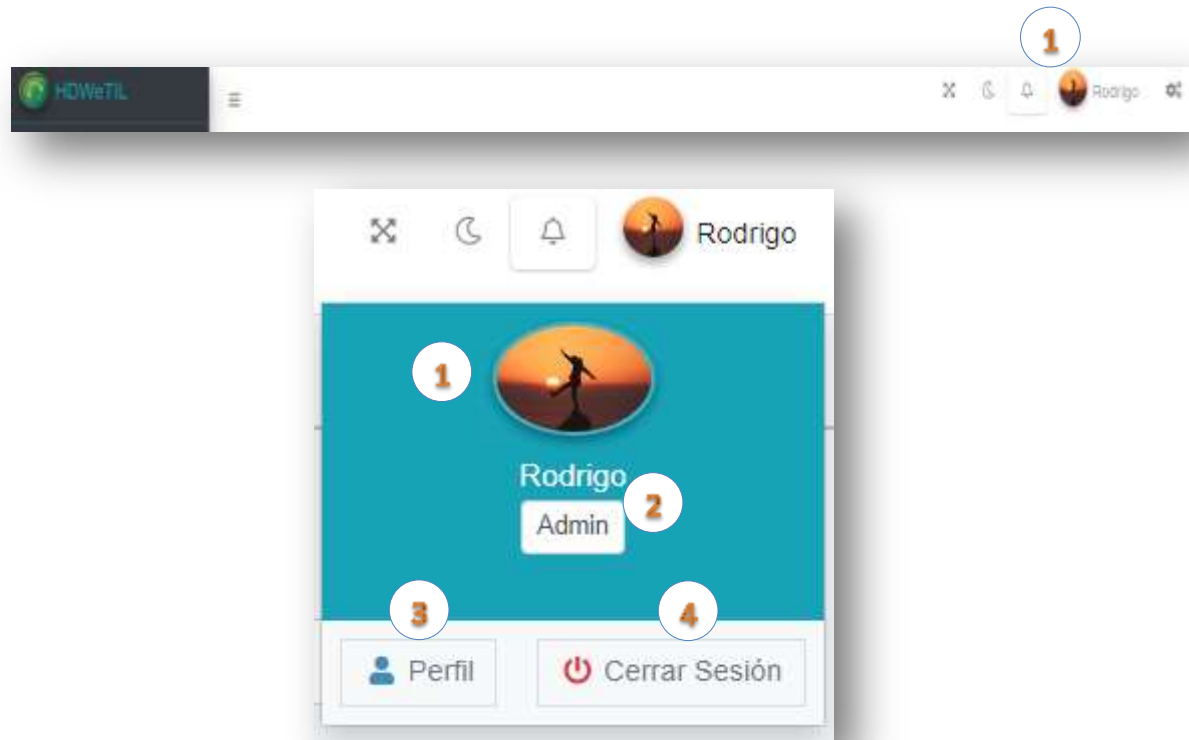 1
HDWeTIL
Rodrigo
Rodrigo
1
Rodrigo
2
Admin
3
4
Perfil
Cerrar Sesión